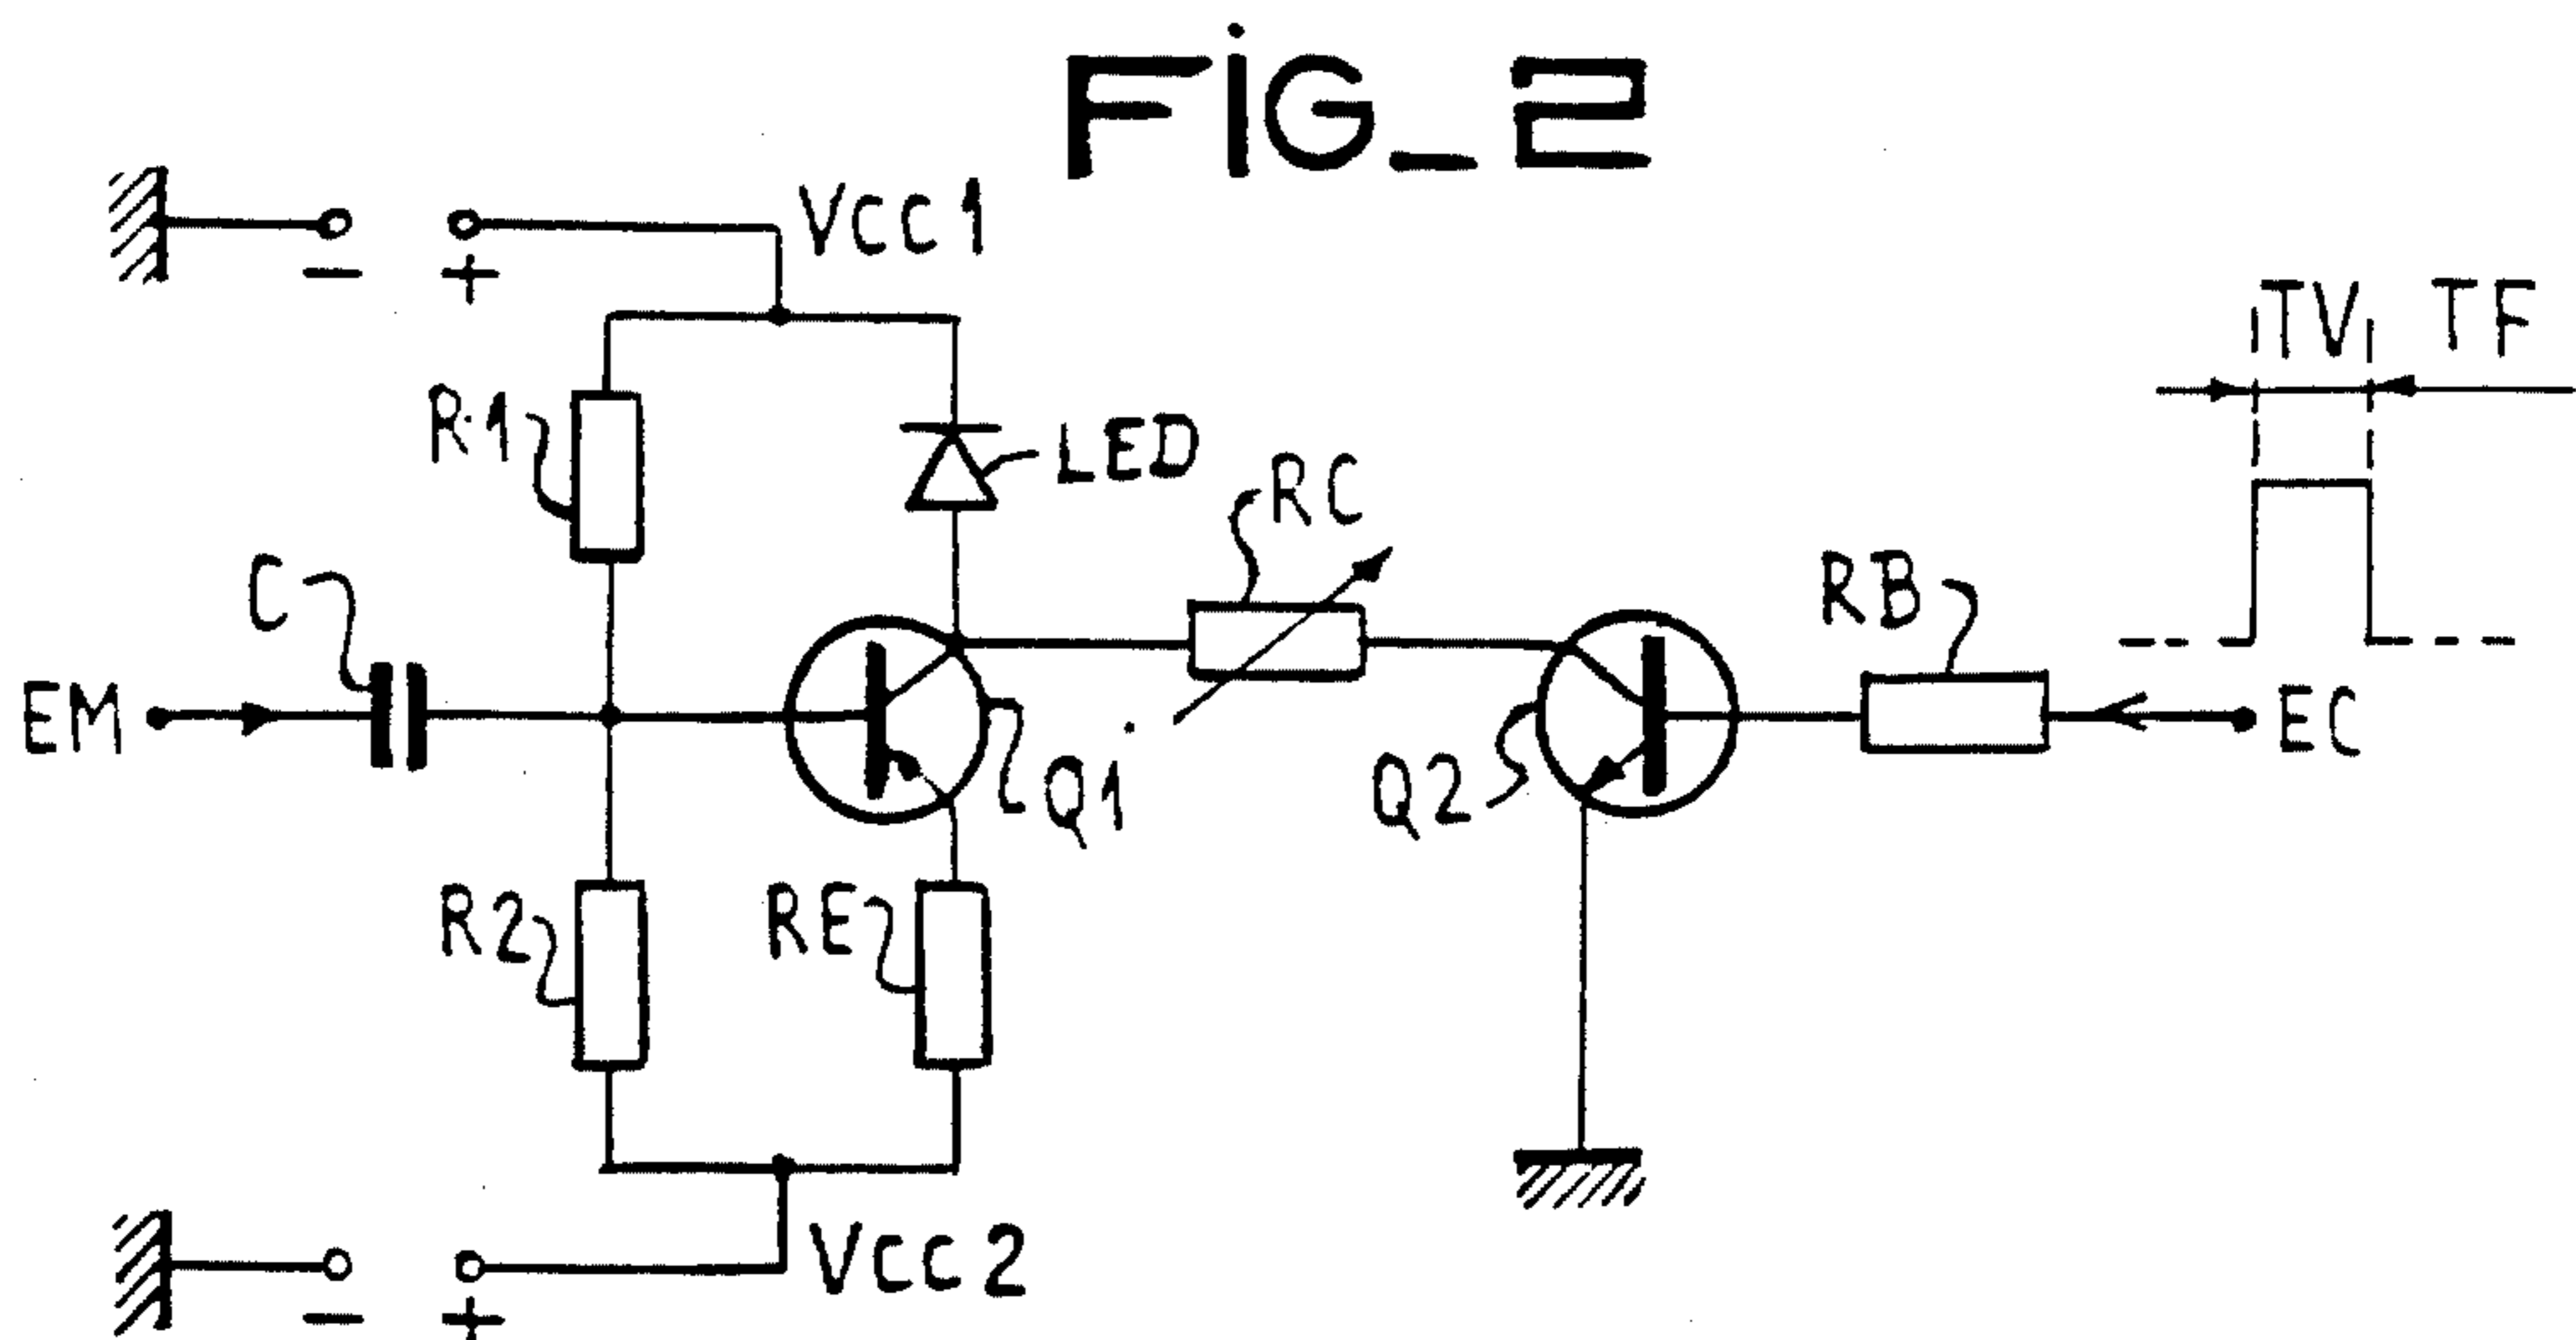 FiG_2
VCC1
- +
TV TF
R1
LED
RC
C
RB
EM
EC
Q1
Q2
R2
RE
VCC2
- +